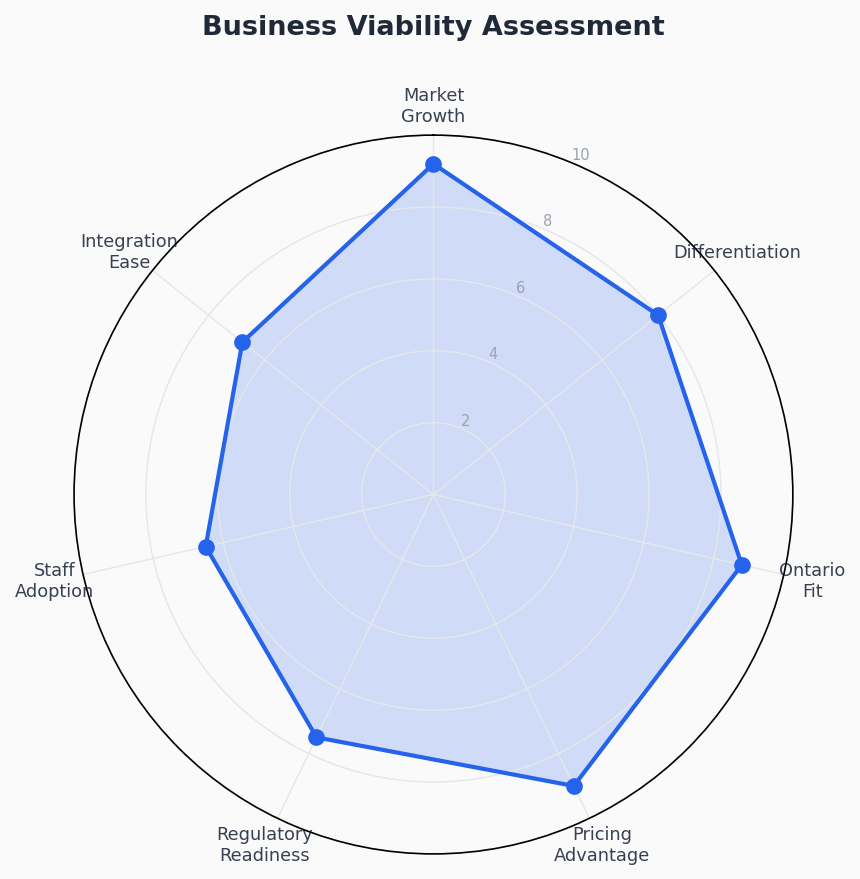 Business Viability Assessment
Market
Growth
10
8
6
4
2
Differentiation
Integration
Ease
Ontario
Fit
Staff
Adoption
Pricing
Advantage
Regulatory
Readiness